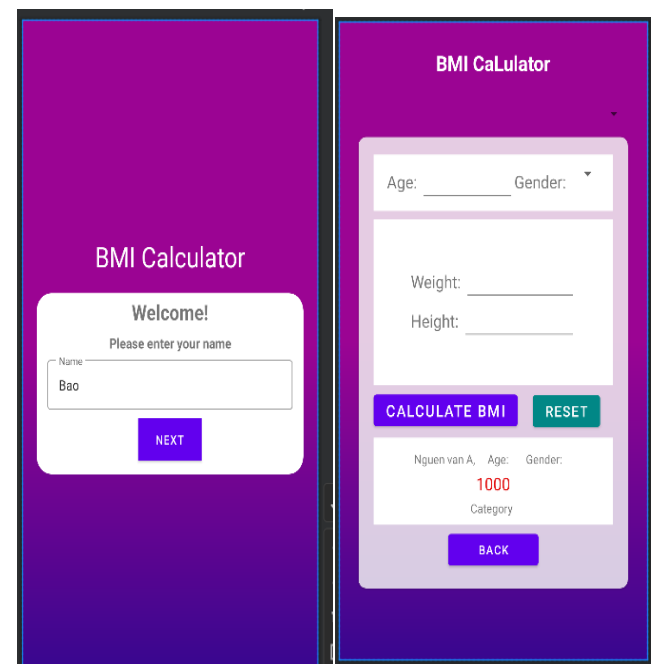 BMI Calculator
Welcome!
Please enter your name
Name
Bao
NEXT
BMI CaLulator
Age: Gender:
Weight:
Height:
CALCULATE BMI RESET
Nguen van A, Age: Gender:
1000
Category
BACK